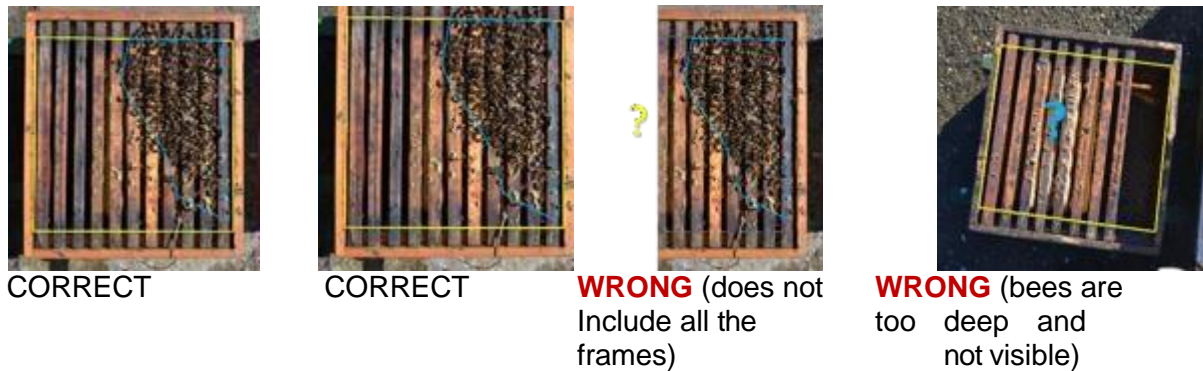 ?
?
CORRECT
CORRECT
WRONG (does not
Include all the
frames)
WRONG (bees are
too deep and
not visible)